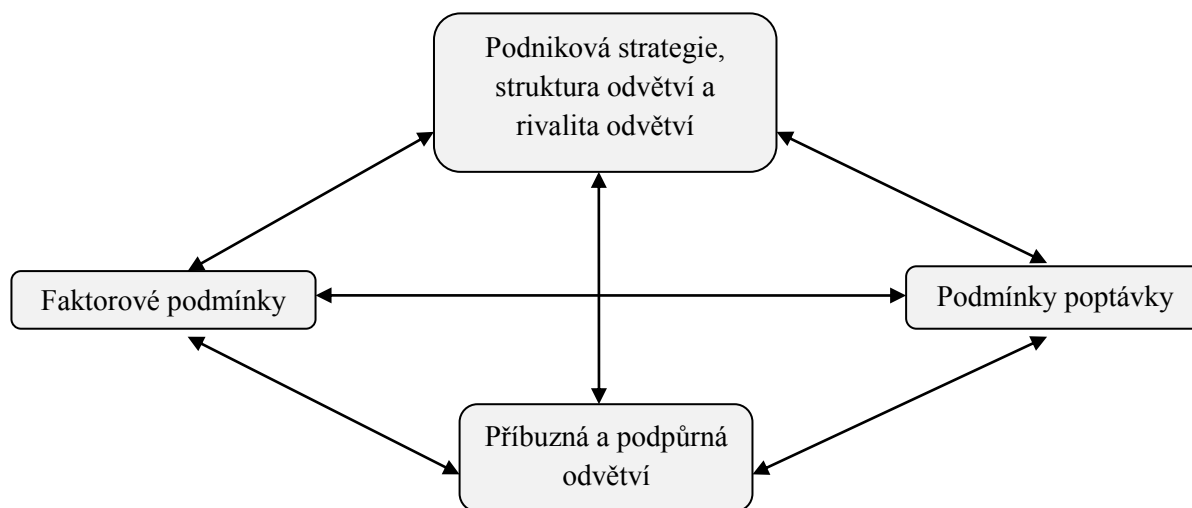 Podniková strategie,
struktura odvětví a
rivalita odvětví
Faktorové podmínky
Podmínky poptávky
Příbuzná a podpůrná
odvětví